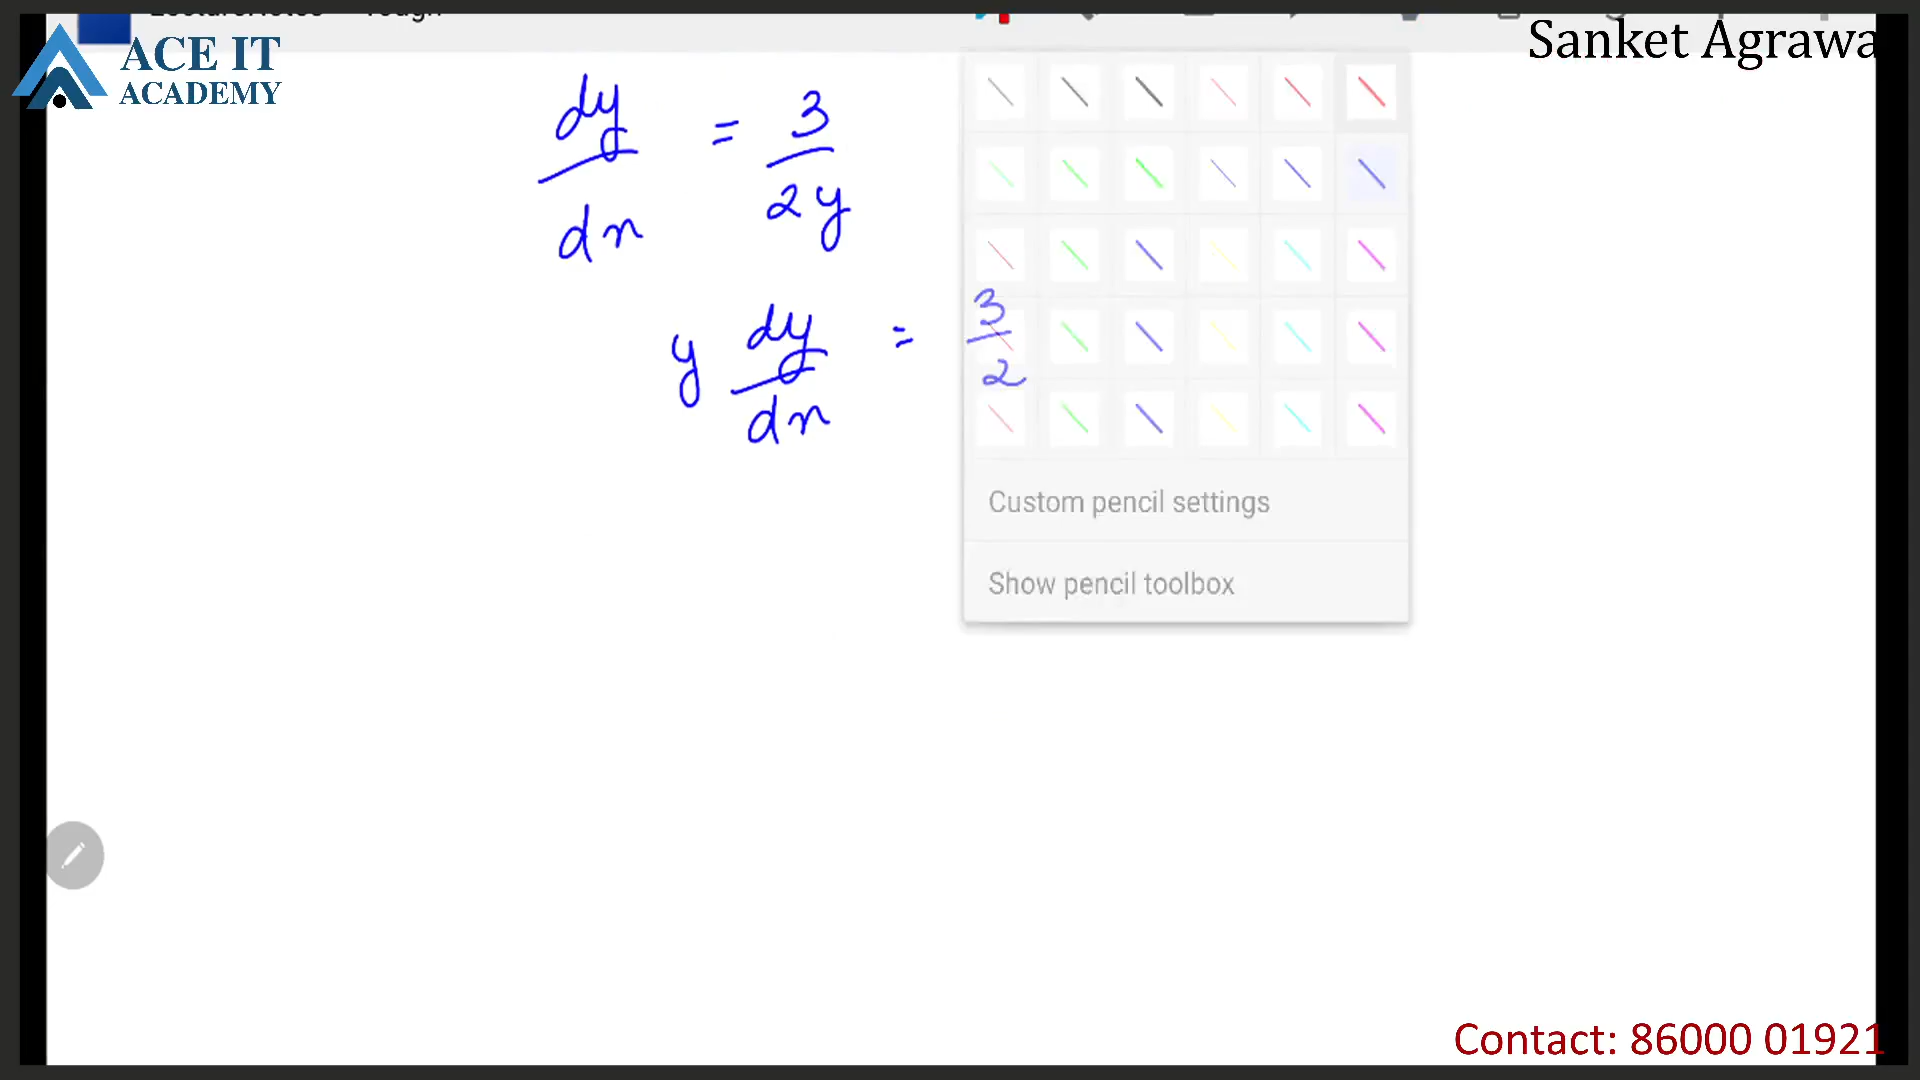 ACE IT
ACADEMY
Sanket Agrawa
dy/dx = 3/2y
y dy/dx = 3/2
Custom pencil settings
Show pencil toolbox
Contact: 86000 01921